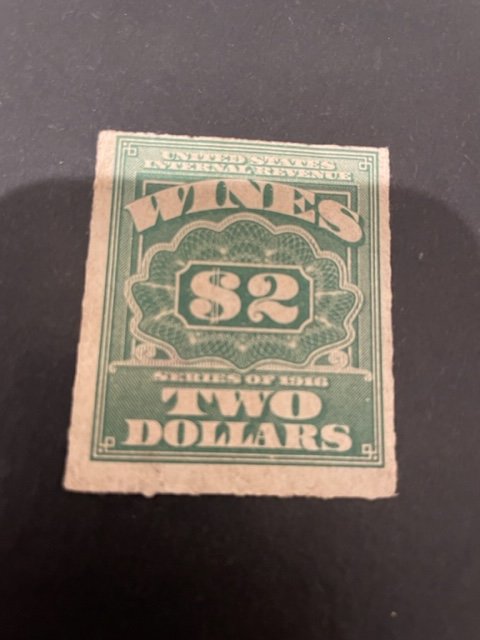 UNITED STATES
INTERNAL REVENUE
WINES
$2
SERIES OF 1916
TWO
DOLLARS